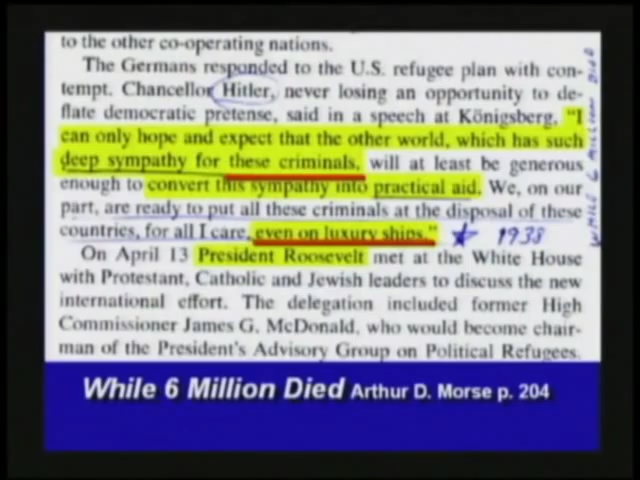 to the other co-operating nations.
The Germans responded to the U.S. refugee plan with con-
tempt. Chancellor Hitler, never losing an opportunity to de-
flate democratic pretense, said in a speech at Königsberg, "I
can only hope and expect that the other world, which has such
deep sympathy for these criminals, will at least be generous
enough to convert this sympathy into practical aid. We, on our
part, are ready to put all these criminals at the disposal of these
countries, for all I care, even on luxury ships."
1938
On April 13 President Roosevelt met at the White House
with Protestant, Catholic and Jewish leaders to discuss the new
international effort. The delegation included former High
Commissioner James G. McDonald, who would become chair-
man of the President's Advisory Group on Political Refugees.
WHILE 6 MILLION DIED
While 6 Million Died Arthur D. Morse p. 204